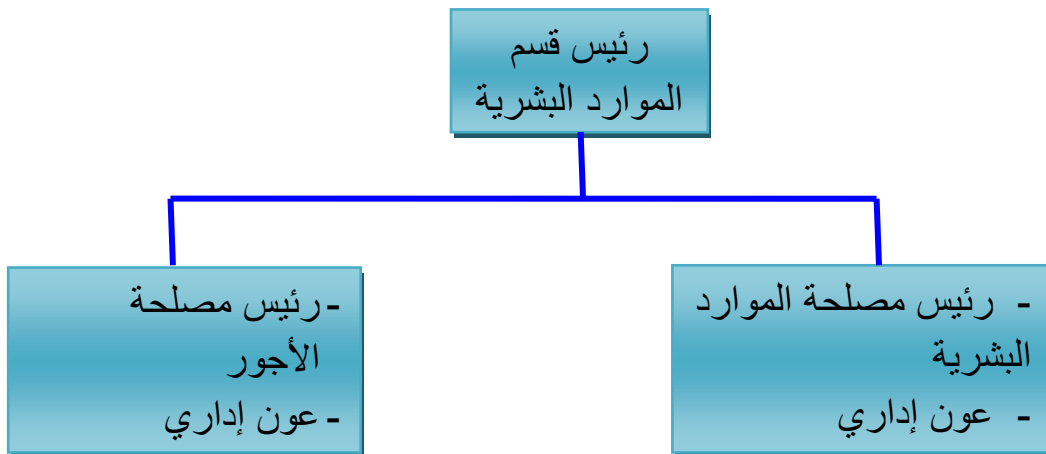 رئيس قسم
الموارد البشرية
- رئيس مصلحة الموارد
البشرية
- عون إداري
- رئيس مصلحة
الأجور
- عون إداري